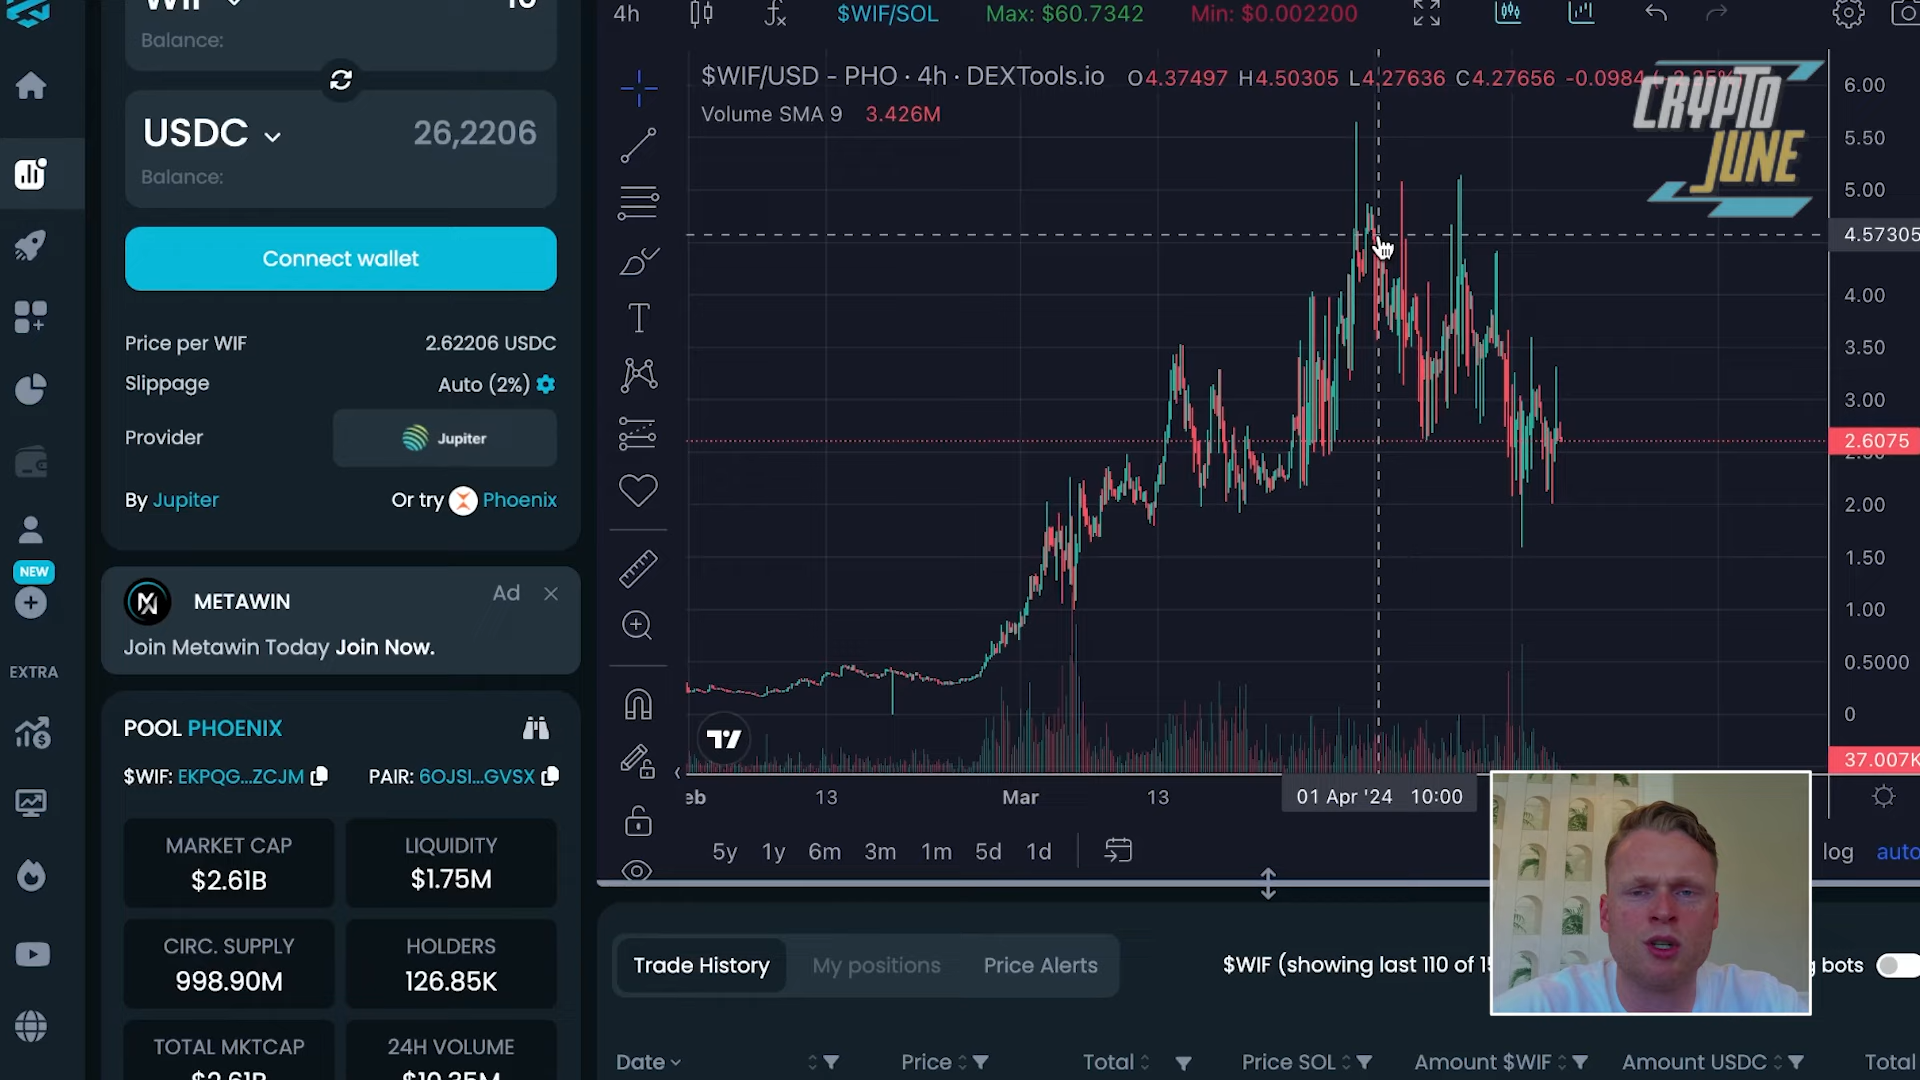 WIF
10
Balance:
USDC
26,2206
Balance:
Connect wallet
Price per WIF
2.62206 USDC
Slippage
Auto (2%)
Provider
Jupiter
By Jupiter
Or try Phoenix
NEW
EXTRA
METAWIN
Ad
Join Metawin Today Join Now.
POOL PHOENIX
$WIF: EKPQG...ZCJM
PAIR: 6OJSI...GVSX
MARKET CAP
$2.61B
LIQUIDITY
$1.75M
CIRC. SUPPLY
998.90M
HOLDERS
126.85K
TOTAL MKTCAP
$2.61B
24H VOLUME
4h
$WIF/SOL
Max: $60.7342
Min: $0.002200
$WIF/USD - PHO · 4h · DEXTools.io O4.37497 H4.50305 L4.27636 C4.27656
Volume SMA 9 3.426M
CRYPTO
JUNE
6.00
5.50
5.00
4.57305
4.00
3.50
3.00
2.6075
2.00
1.50
1.00
0.5000
0
37.007K
eb
13
Mar
13
01 Apr '24 10:00
5y 1y 6m 3m 1m 5d 1d
log
auto
Trade History
My positions
Price Alerts
$WIF (showing last 110 of
bots
Date
Price
Total
Price SOL
Amount $WIF
Amount USDC
Total